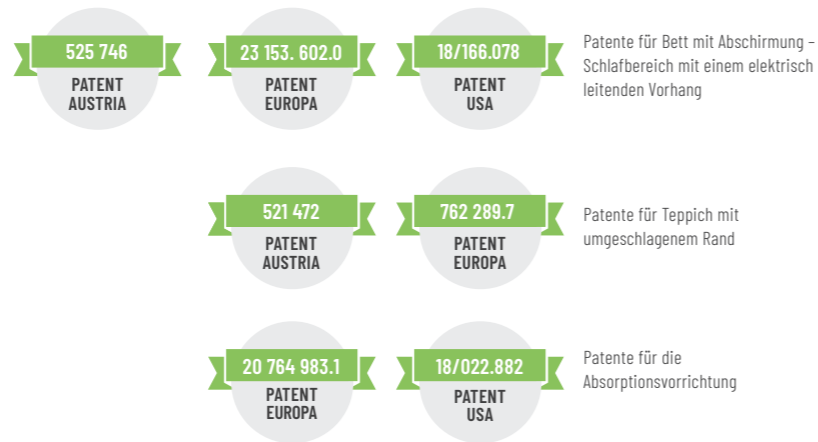 525 746
PATENT
AUSTRIA
23 153. 602.0
PATENT
EUROPA
18/166.078
PATENT
USA
Patente für Bett mit Abschirmung –
Schlafbereich mit einem elektrisch
leitenden Vorhang
521 472
PATENT
AUSTRIA
762 289.7
PATENT
EUROPA
Patente für Teppich mit
umgeschlagenem Rand
20 764 983.1
PATENT
EUROPA
18/022.882
PATENT
USA
Patente für die
Absorptionsvorrichtung